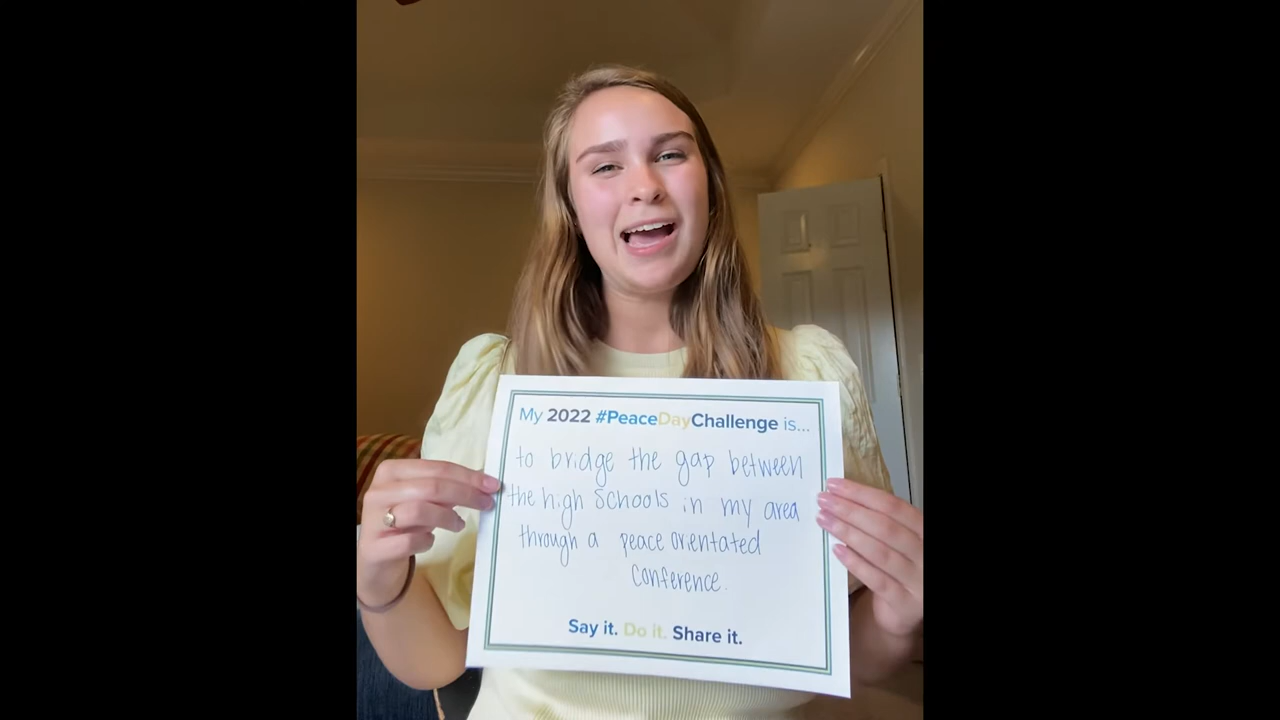 My 2022 #PeaceDayChallenge is...
to bridge the gap between
the high Schools in my area
through a peace orientated
Conference.
Say it. Do it. Share it.